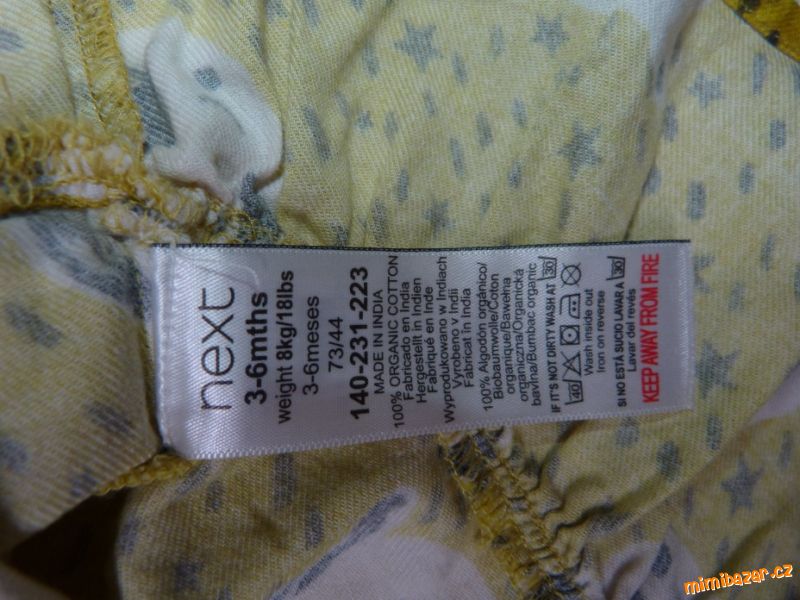 next
3-6mths
weight 8kg/18lbs
3-6meses
73/44
140-231-223
MADE IN INDIA
100% ORGANIC COTTON
Fabricado en India
Hergestellt in Indien
Fabriqué en Inde
Wyprodukowano w Indiach
Vyrobeno v Indii
Fabricat în India
100% Algodón orgánico/
Biobaumwolle/Coton
organique/Bawełna
organiczna/Organická
bavlna/Bumbac organic
IF IT'S NOT DIRTY WASH AT 30
40
Wash inside out
Iron on reverse
SI NO ESTÁ SUCIO LAVAR A 30
Lavar del revés
KEEP AWAY FROM FIRE
mimibazar.cz